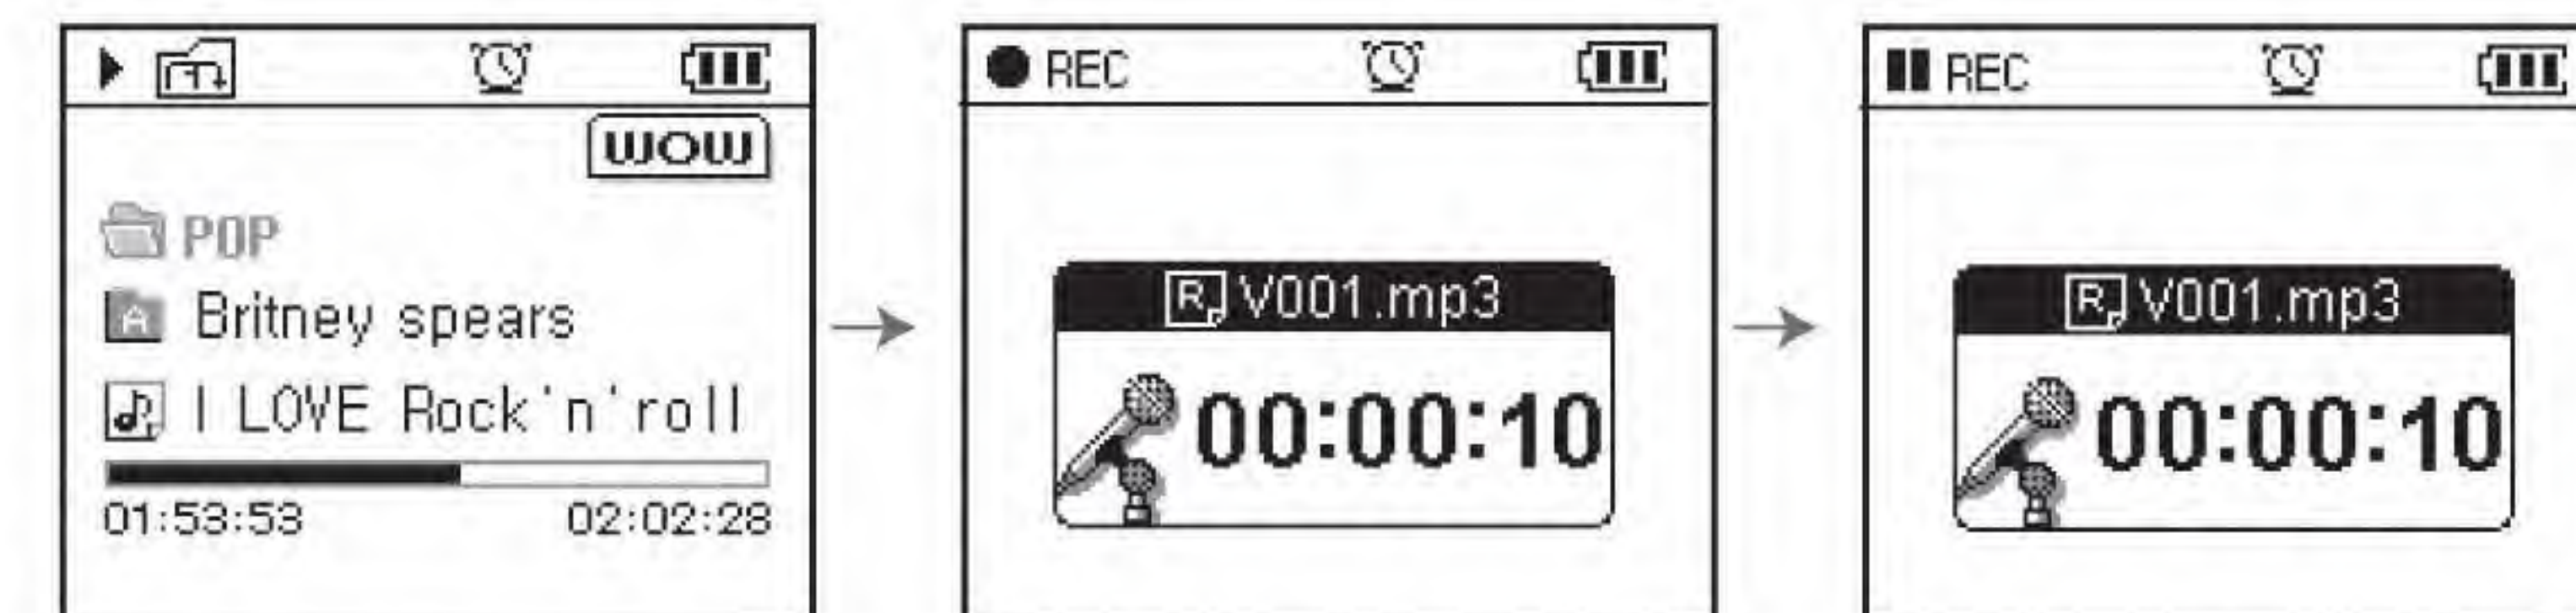 WOW
POP
A Britney spears
I LOVE Rock'n'roll
01:53:53 02:02:28
REC
R V001.mp3
00:00:10
REC
R V001.mp3
00:00:10